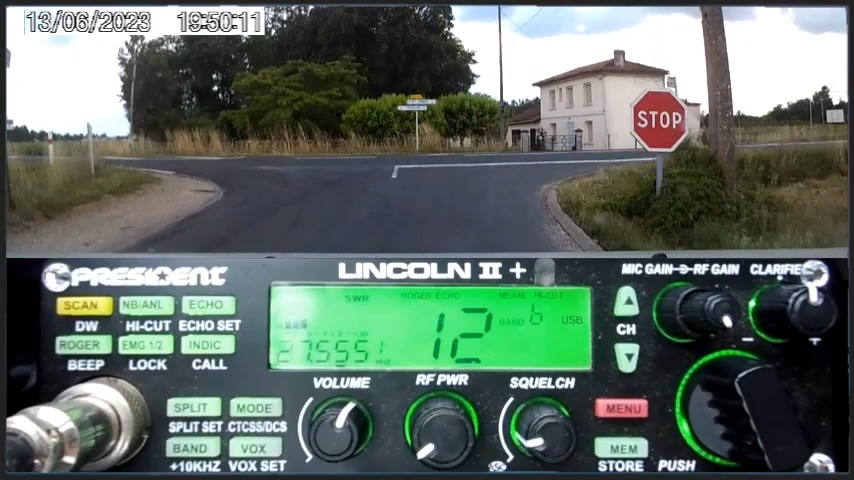 13/06/2023 19:50:11
STOP
PRESIDENT
LINCOLN II +
MIC GAIN RF GAIN CLARIFIER
SCAN NB/ANL ECHO
DW HI-CUT ECHO SET
ROGER EMG 1/2 INDIC
BEEP LOCK CALL
SWR ROGER ECHO NB/ANL HI-CUT
12 BAND b USB
27.555
MHz
CH
VOLUME RF PWR SQUELCH
SPLIT MODE
SPLIT SET CTCSS/DCS
BAND VOX
+10KHZ VOX SET
MENU
MEM
STORE PUSH
- +